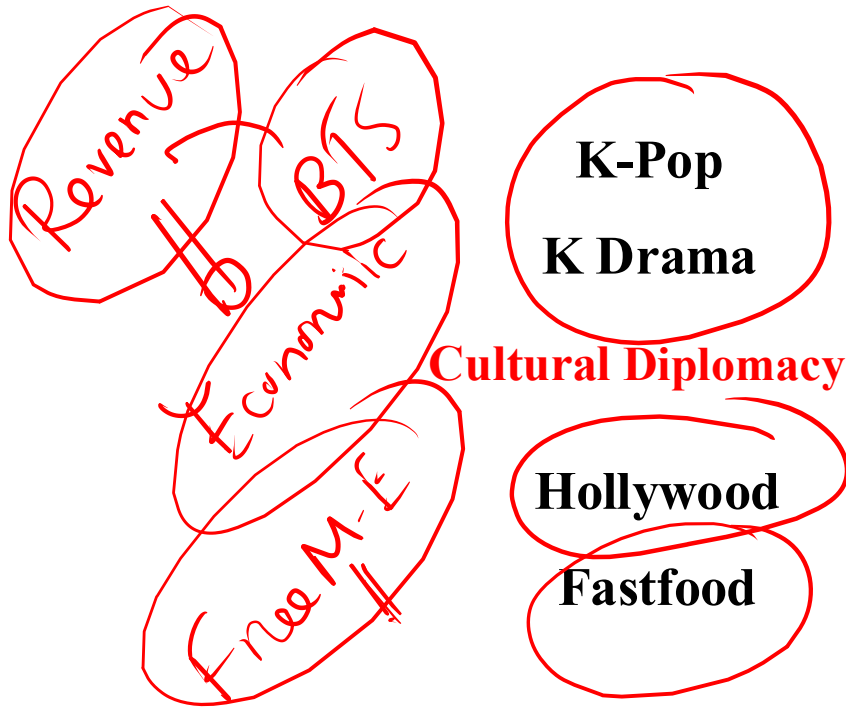 Revenue
BTS
K-Pop
K Drama
Economic
Cultural Diplomacy
Hollywood
Free M-E
Fastfood